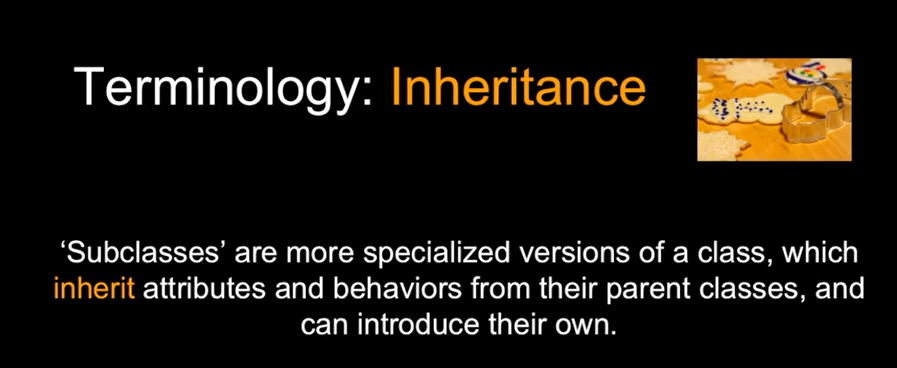 Terminology: Inheritance
‘Subclasses’ are more specialized versions of a class, which
inherit attributes and behaviors from their parent classes, and
can introduce their own.